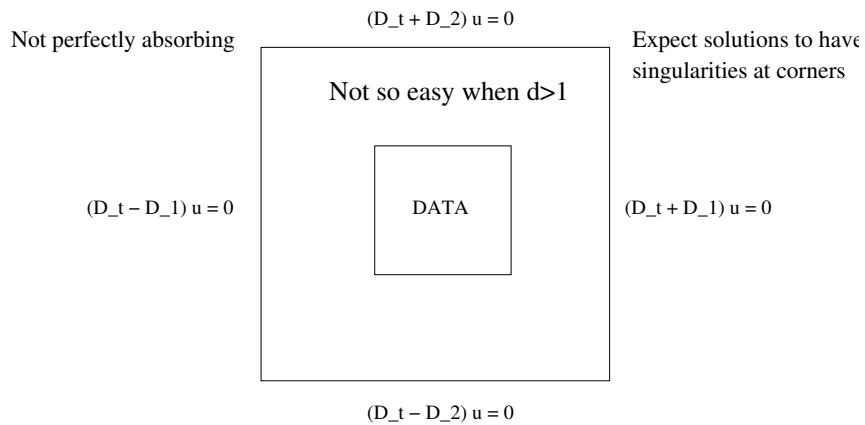 (D_t + D_2) u = 0
Not perfectly absorbing
Expect solutions to have
singularities at corners
Not so easy when d>1
(D_t − D_1) u = 0
DATA
(D_t + D_1) u = 0
(D_t − D_2) u = 0